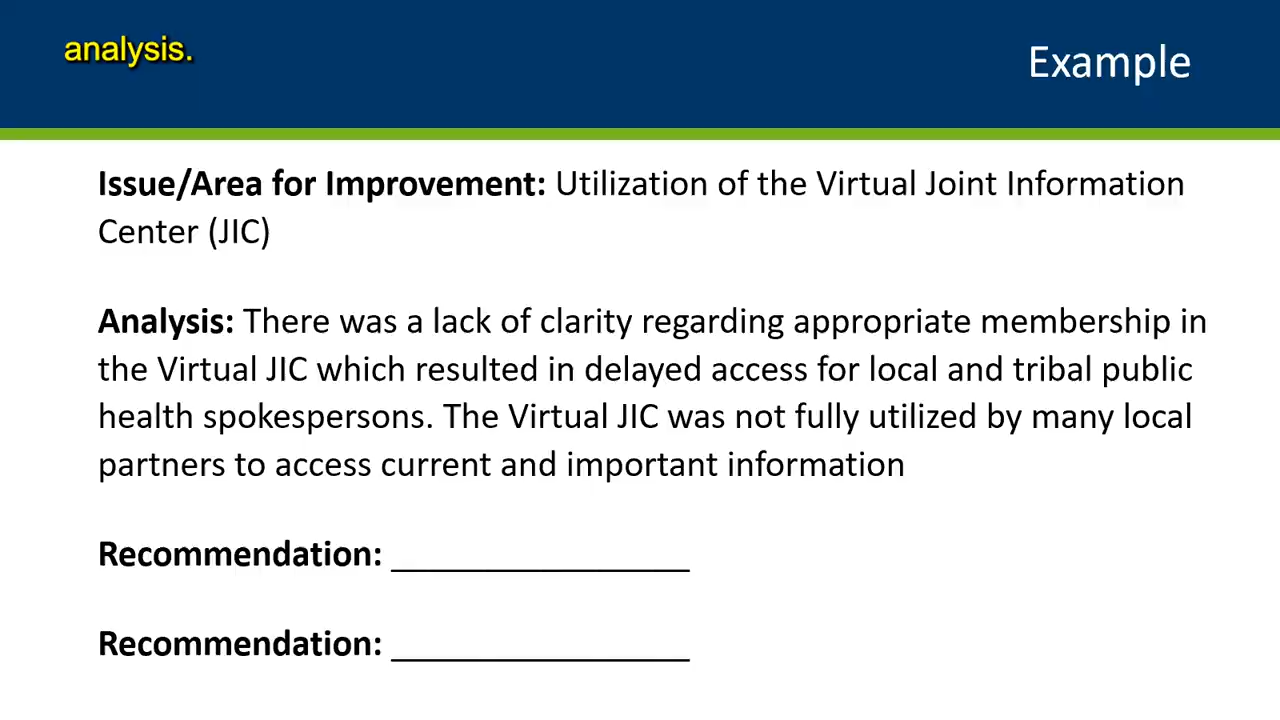 analysis.
Example
Issue/Area for Improvement: Utilization of the Virtual Joint Information
Center (JIC)
Analysis: There was a lack of clarity regarding appropriate membership in
the Virtual JIC which resulted in delayed access for local and tribal public
health spokespersons. The Virtual JIC was not fully utilized by many local
partners to access current and important information
Recommendation: ________________
Recommendation: ________________